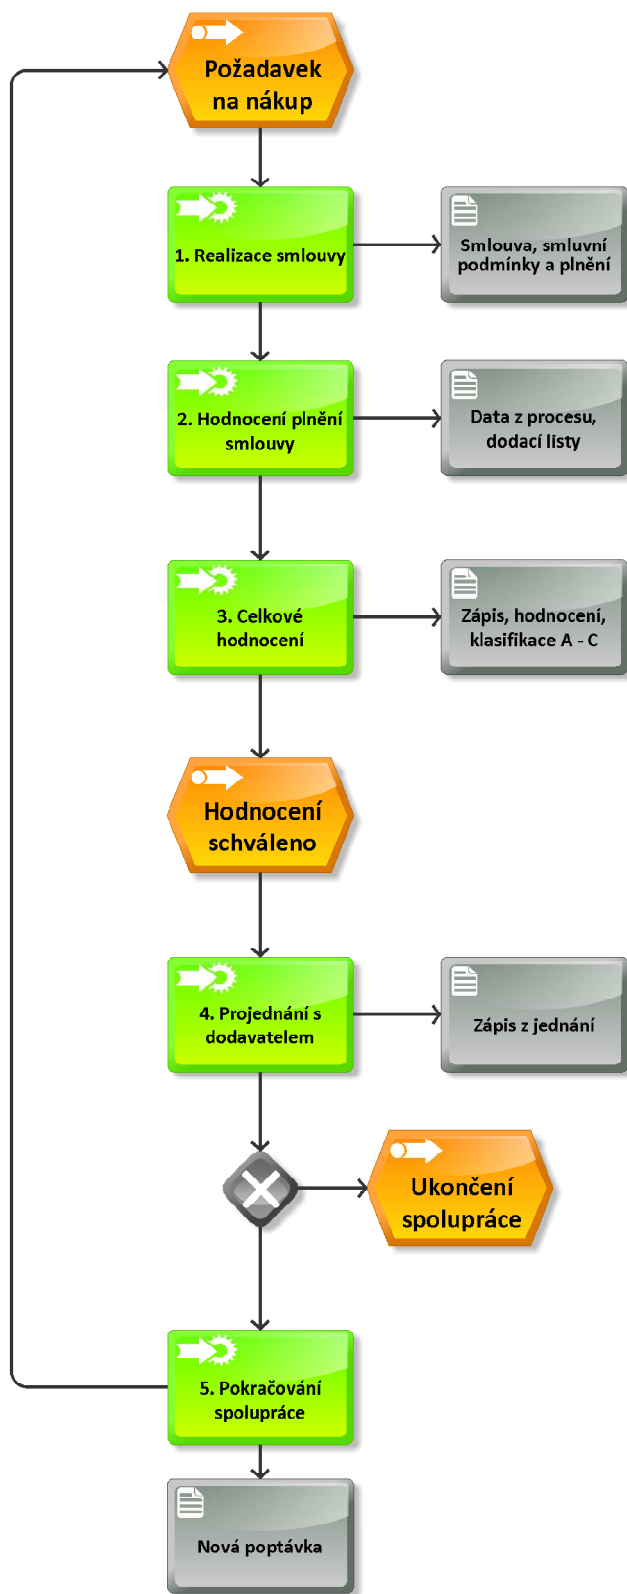 Požadavek
na nákup
1. Realizace smlouvy
Smlouva, smluvní
podmínky a plnění
2. Hodnocení plnění
smlouvy
Data z procesu,
dodací listy
3. Celkové
hodnocení
Zápis, hodnocení,
klasifikace A - C
Hodnocení
schváleno
4. Projednání s
dodavatelem
Zápis z jednání
Ukončení
spolupráce
5. Pokračování
spolupráce
Nová poptávka